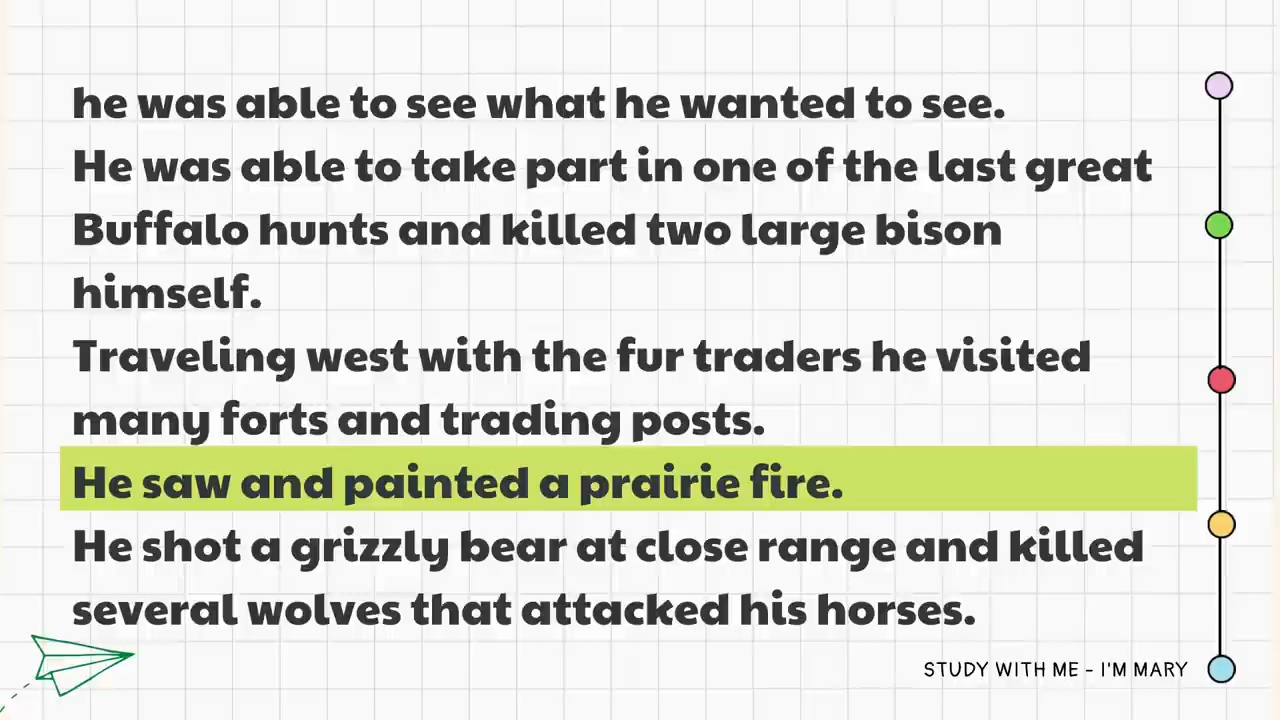 he was able to see what he wanted to see.
He was able to take part in one of the last great
Buffalo hunts and killed two large bison
himself.
Traveling west with the fur traders he visited
many forts and trading posts.
He saw and painted a prairie fire.
He shot a grizzly bear at close range and killed
several wolves that attacked his horses.
STUDY WITH ME - I'M MARY